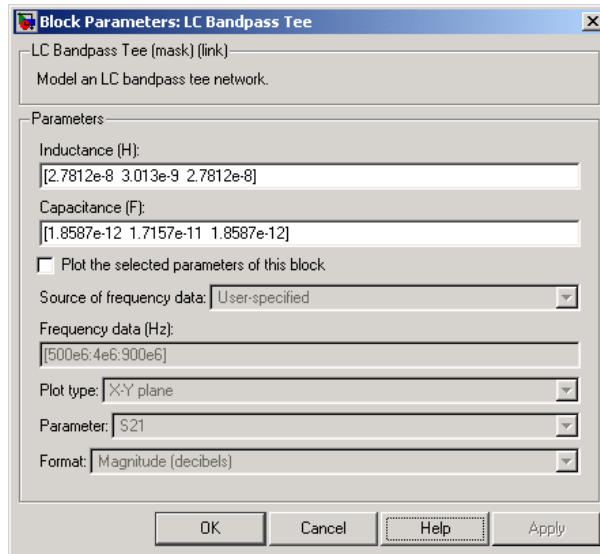 Block Parameters: LC Bandpass Tee
LC Bandpass Tee (mask) (link)
Model an LC bandpass tee network.
Parameters
Inductance (H):
[2.7812e-8 3.013e-9 2.7812e-8]
Capacitance (F):
[1.8587e-12 1.7157e-11 1.8587e-12]
Plot the selected parameters of this block
Source of frequency data: User-specified
Frequency data (Hz):
[500e6:4e6:900e6]
Plot type: X-Y plane
Parameter: S21
Format: Magnitude (decibels)
OK Cancel Help Apply